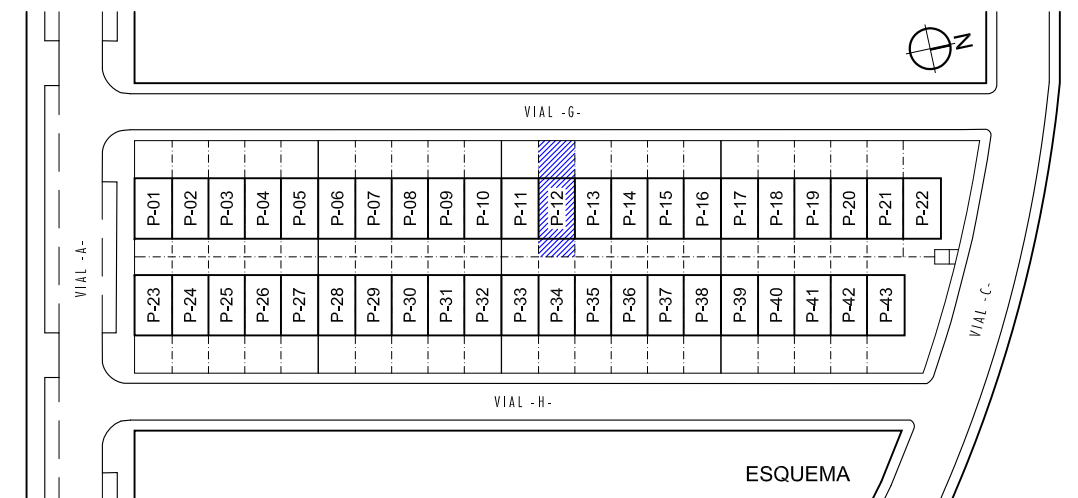 N
VIAL -G-
P-01 P-02 P-03 P-04 P-05 P-06 P-07 P-08 P-09 P-10 P-11 P-12 P-13 P-14 P-15 P-16 P-17 P-18 P-19 P-20 P-21 P-22
VIAL -A-
P-23 P-24 P-25 P-26 P-27 P-28 P-29 P-30 P-31 P-32 P-33 P-34 P-35 P-36 P-37 P-38 P-39 P-40 P-41 P-42 P-43
VIAL -C-
VIAL -H-
ESQUEMA